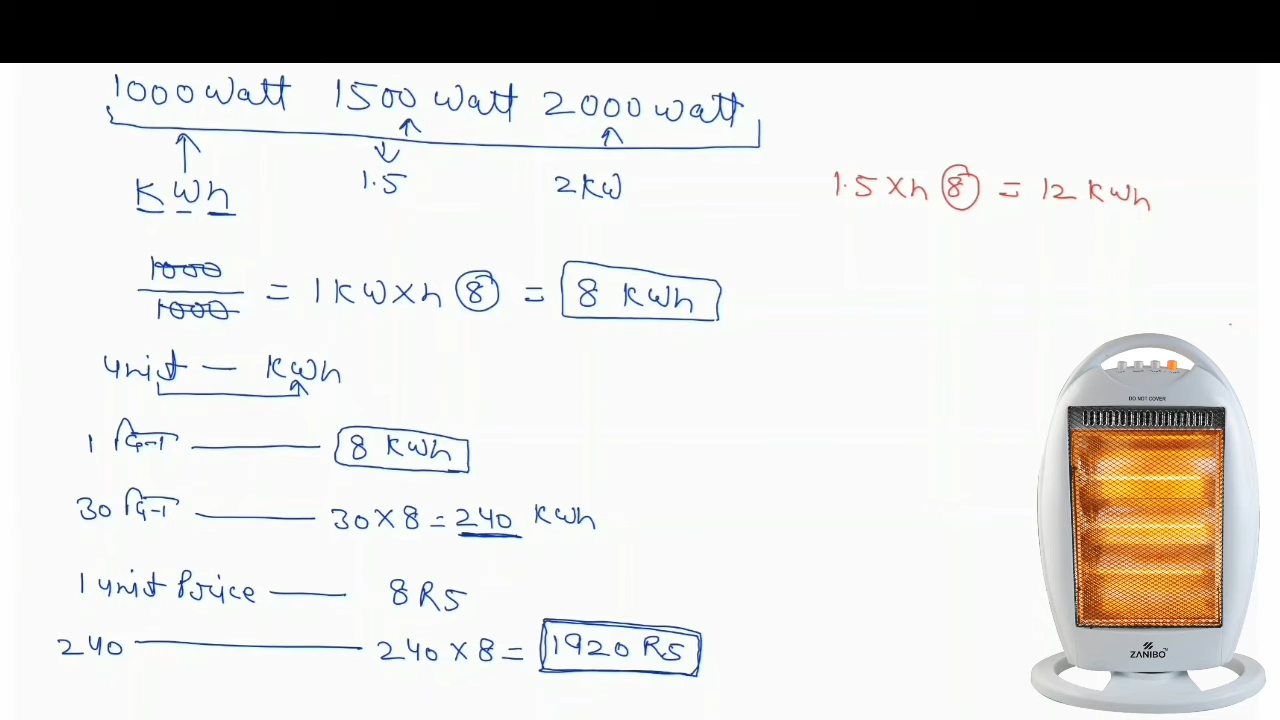 1000 Watt 1500 Watt 2000 Watt
KWh 1.5 2 KW
1.5 X h 8 = 12 KWh
1000/1000 = 1 KW X h 8 = 8 KWh
unit — KWh
DO NOT COVER
1 दिन — 8 KWh
30 दिन — 30 X 8 = 240 KWh
1 unit Price — 8 RS
240 — 240 X 8 = 1920 RS
ZANIBO